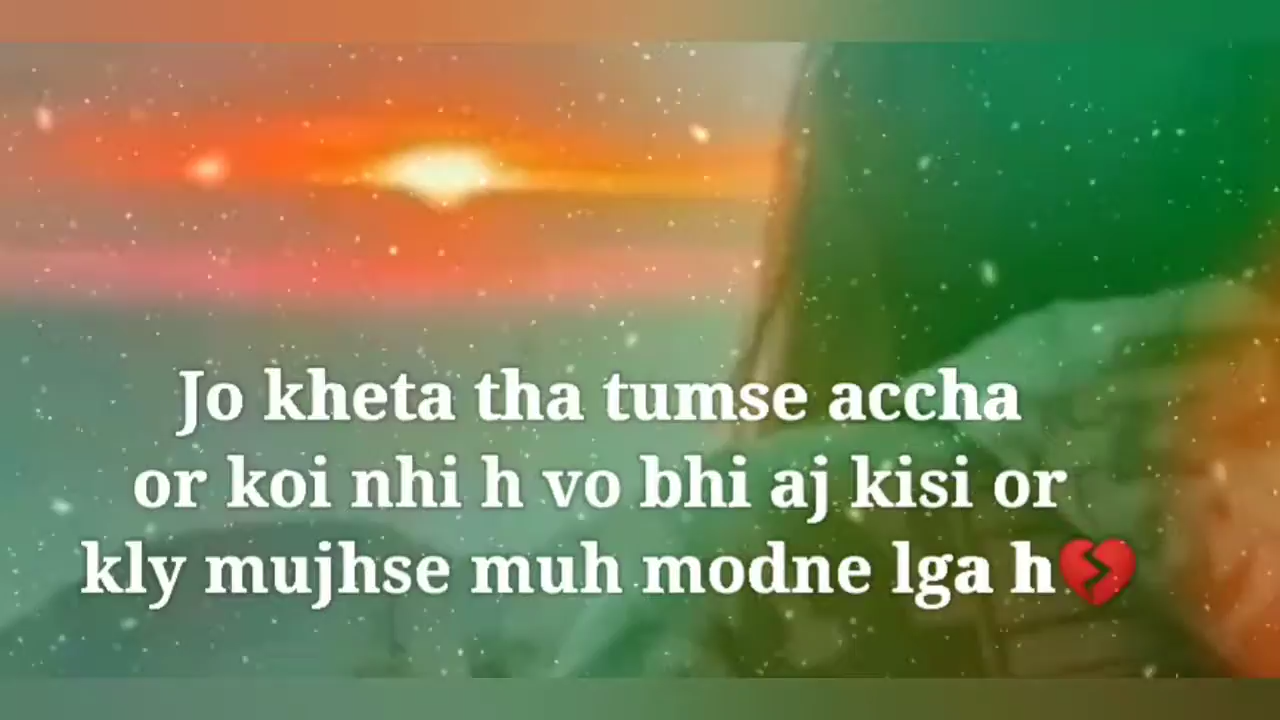 Jo kheta tha tumse accha
or koi nhi h vo bhi aj kisi or
kly mujhse muh modne lga h💔